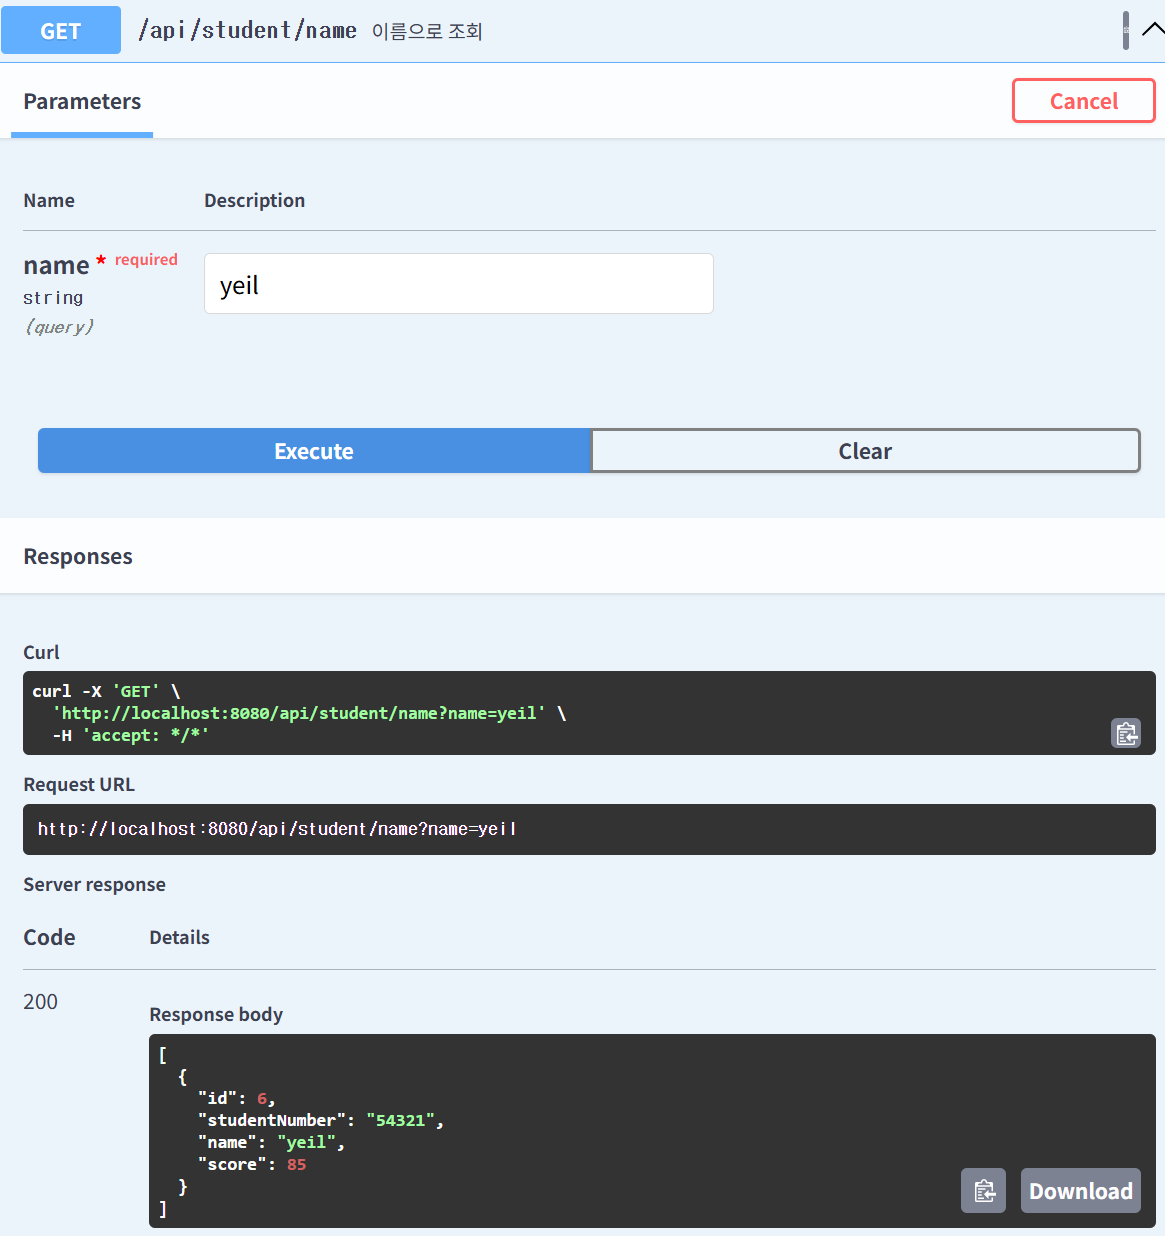 GET /api/student/name 이름으로 조회
Parameters
Cancel
Name Description
name * required
string
(query)
yeil
Execute
Clear
Responses
Curl
curl -X 'GET' \
'http://localhost:8080/api/student/name?name=yeil' \
-H 'accept: */*'
Request URL
http://localhost:8080/api/student/name?name=yeil
Server response
Code Details
200
Response body
[
{
"id": 6,
"studentNumber": "54321",
"name": "yeil",
"score": 85
}
]
Download